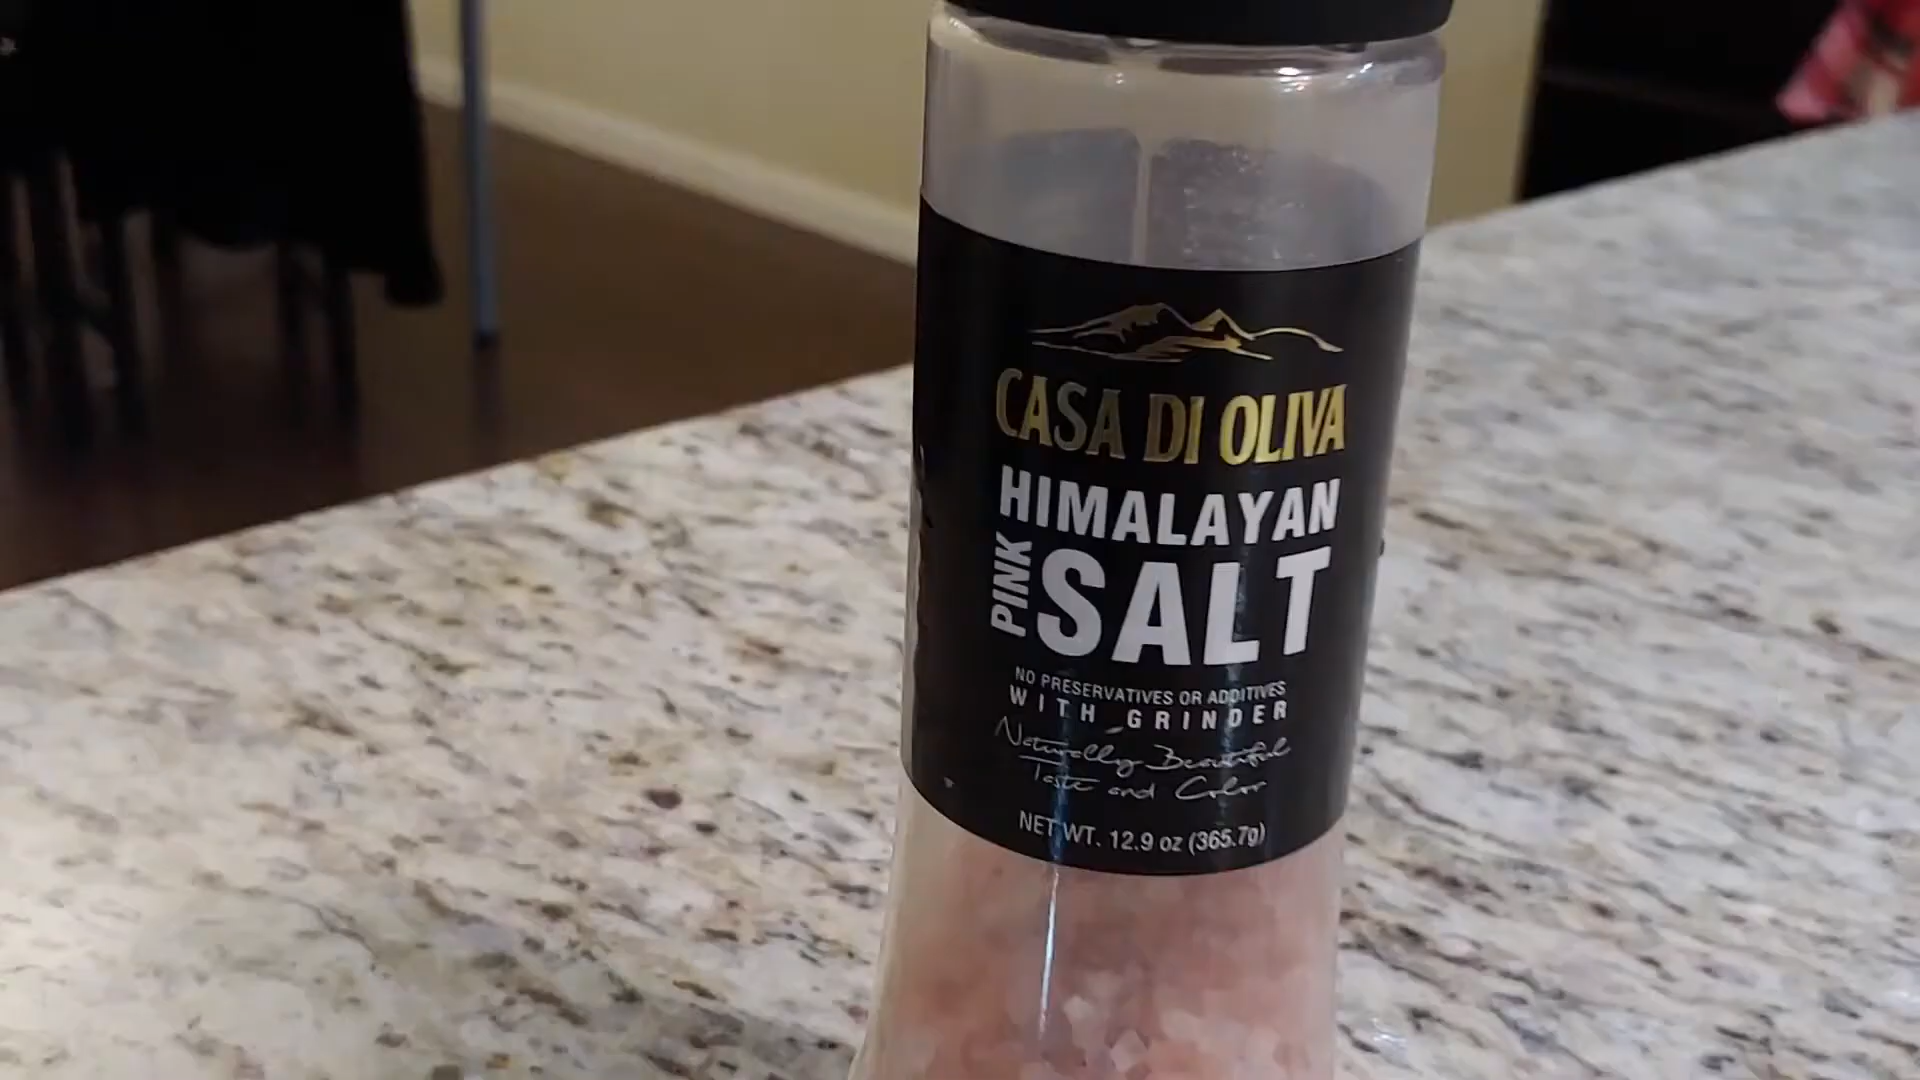 CASA DI OLIVA
HIMALAYAN
PINK SALT
NO PRESERVATIVES OR ADDITIVES
WITH GRINDER
Naturally Beautiful
Taste and Color
NET WT. 12.9 oz (365.7g)